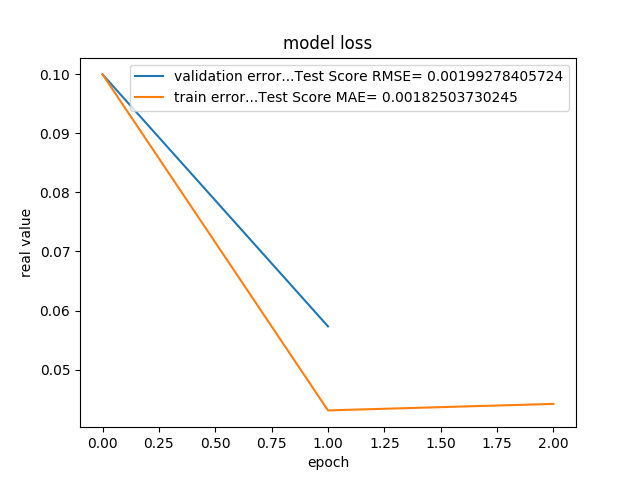 model loss
validation error...Test Score RMSE= 0.00199278405724
train error...Test Score MAE= 0.00182503730245
real value
0.10
0.09
0.08
0.07
0.06
0.05
0.00 0.25 0.50 0.75 1.00 1.25 1.50 1.75 2.00
epoch